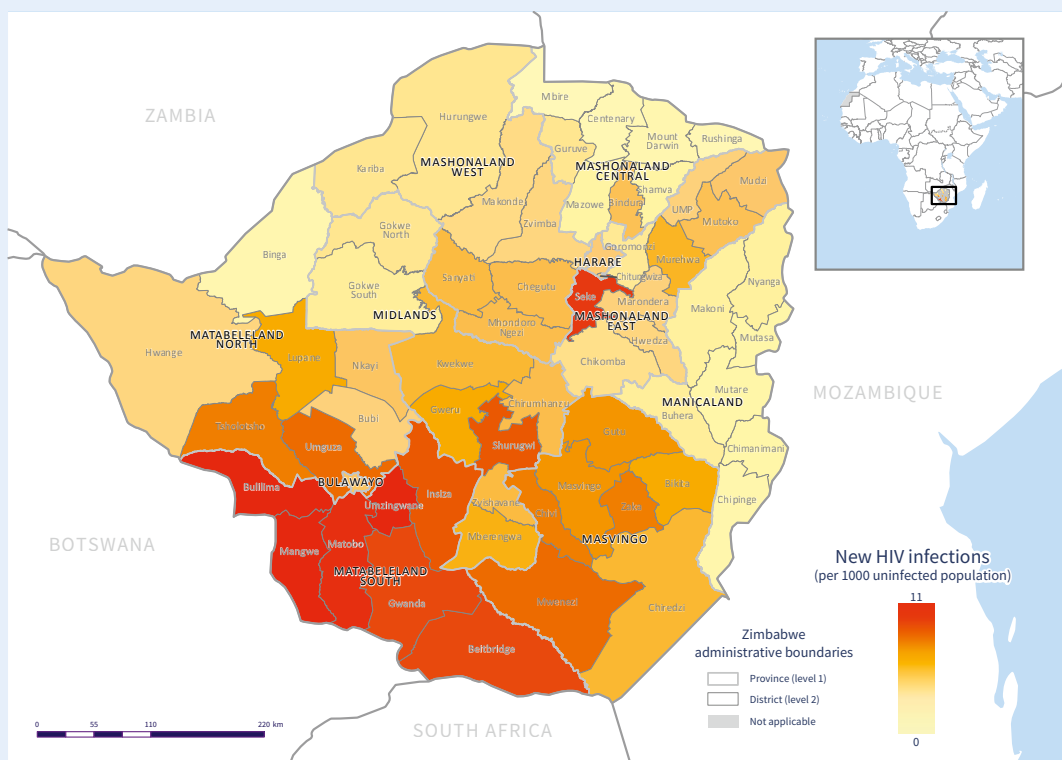 ZAMBIA
Mbire
Hurungwe
Centenary
Mount
Darwin
Rushinga
Guruve
Kariba
MASHONALAND
WEST
MASHONALAND
CENTRAL
Mudzi
Shamva
Makonde
Mazowe
Bindura
UMP
Zvimba
Mutoko
Gokwe
North
Goromonzi
Binga
HARARE
Murehwa
Sanyati
Chegutu
Chitungwiza
Nyanga
Gokwe
South
Seke
Marondera
Makoni
MIDLANDS
MASHONALAND
EAST
Mhondoro
Ngezi
MATABELELAND
NORTH
Hwedza
Mutasa
Hwange
Lupane
Nkayi
Kwekwe
Chikomba
Mutare
MOZAMBIQUE
MANICALAND
Gweru
Chirumhanzu
Buhera
Bubi
Tsholotsho
Gutu
Umguza
Shurugwi
Chimanimani
BULAWAYO
Bulilima
Insiza
Masvingo
Bikita
Chipinge
Umzingwane
Zvishavane
Zaka
Chivi
BOTSWANA
Mangwe
Matobo
Mberengwa
MASVINGO
MATABELELAND
SOUTH
Gwanda
Mwenezi
Chiredzi
Beitbridge
SOUTH AFRICA
New HIV infections
(per 1000 uninfected population)
11
0
Zimbabwe
administrative boundaries
Province (level 1)
District (level 2)
Not applicable
0 55 110 220 km